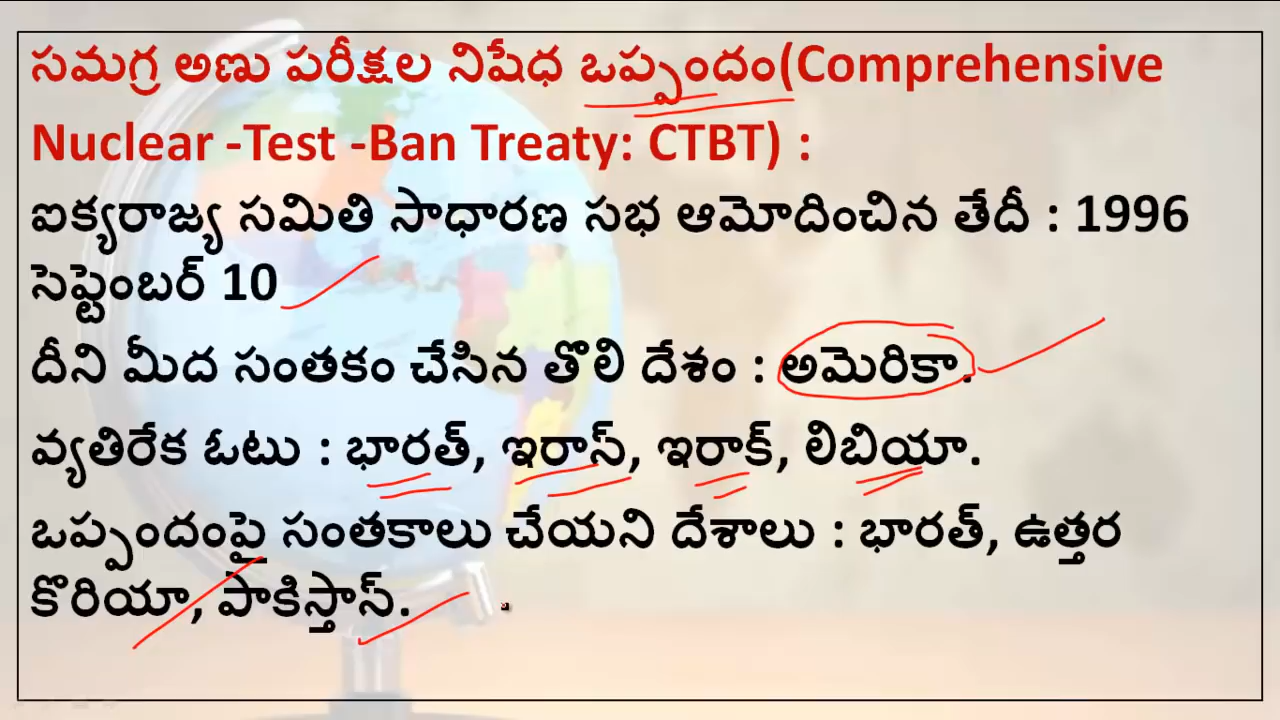 సమగ్ర అణు పరీక్షల నిషేధ ఒప్పందం(Comprehensive
Nuclear -Test -Ban Treaty: CTBT) :
ఐక్యరాజ్య సమితి సాధారణ సభ ఆమోదించిన తేదీ : 1996
సెప్టెంబర్ 10
దీని మీద సంతకం చేసిన తొలి దేశం : అమెరికా.
వ్యతిరేక ఓటు : భారత్, ఇరాన్, ఇరాక్, లిబియా.
ఒప్పందంపై సంతకాలు చేయని దేశాలు : భారత్, ఉత్తర
కొరియా, పాకిస్తాన్.